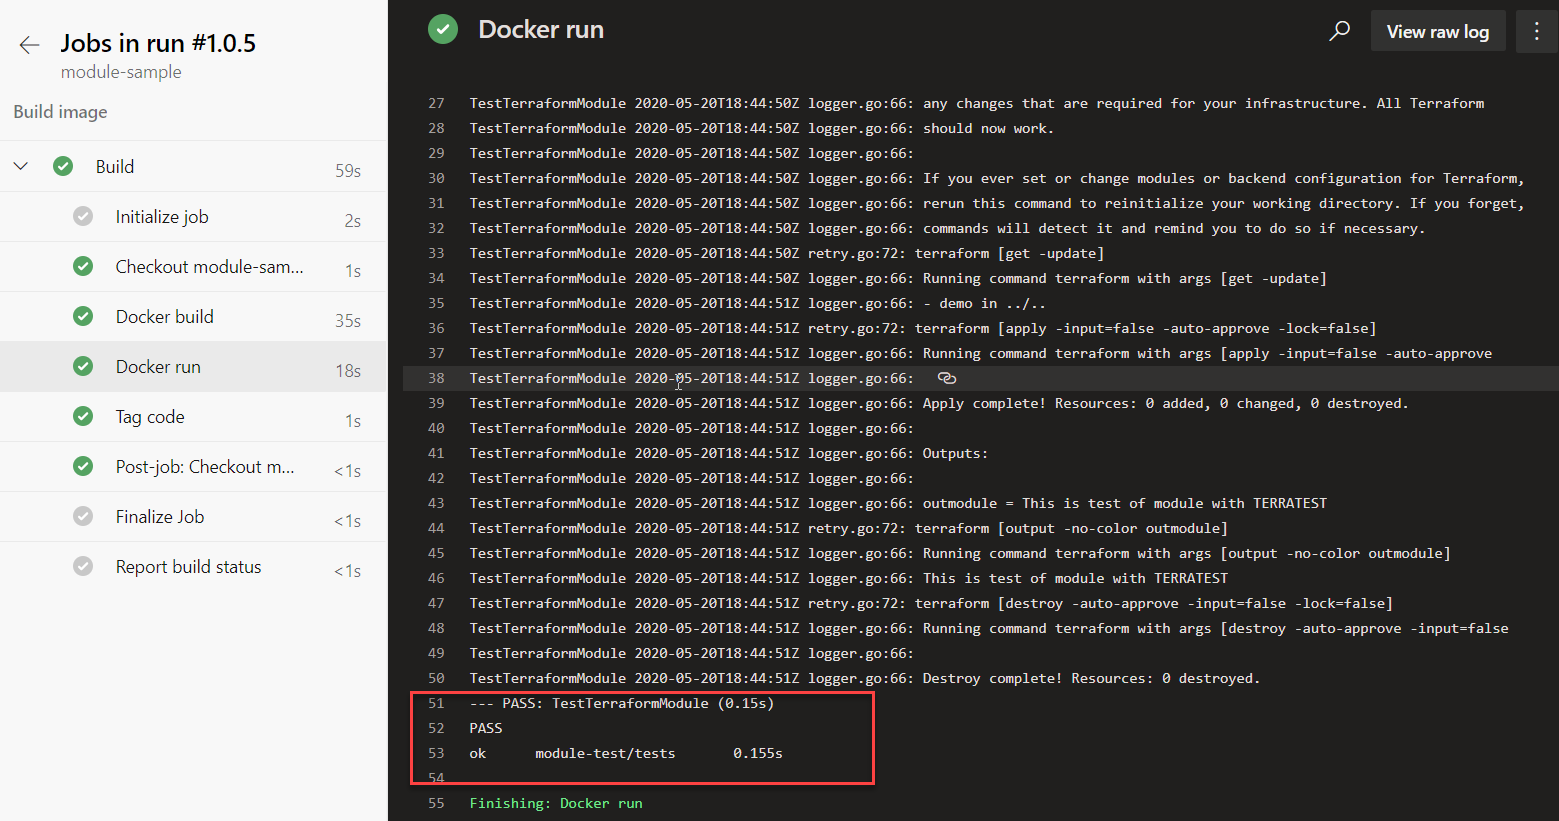 Jobs in run #1.0.5
module-sample
Build image
Build 59s
Initialize job 2s
Checkout module-sam... 1s
Docker build 35s
Docker run 18s
Tag code 1s
Post-job: Checkout m... <1s
Finalize Job <1s
Report build status <1s
Docker run
View raw log
27 TestTerraformModule 2020-05-20T18:44:50Z logger.go:66: any changes that are required for your infrastructure. All Terraform
28 TestTerraformModule 2020-05-20T18:44:50Z logger.go:66: should now work.
29 TestTerraformModule 2020-05-20T18:44:50Z logger.go:66:
30 TestTerraformModule 2020-05-20T18:44:50Z logger.go:66: If you ever set or change modules or backend configuration for Terraform,
31 TestTerraformModule 2020-05-20T18:44:50Z logger.go:66: rerun this command to reinitialize your working directory. If you forget,
32 TestTerraformModule 2020-05-20T18:44:50Z logger.go:66: commands will detect it and remind you to do so if necessary.
33 TestTerraformModule 2020-05-20T18:44:50Z retry.go:72: terraform [get -update]
34 TestTerraformModule 2020-05-20T18:44:50Z logger.go:66: Running command terraform with args [get -update]
35 TestTerraformModule 2020-05-20T18:44:51Z logger.go:66: - demo in ../..
36 TestTerraformModule 2020-05-20T18:44:51Z retry.go:72: terraform [apply -input=false -auto-approve -lock=false]
37 TestTerraformModule 2020-05-20T18:44:51Z logger.go:66: Running command terraform with args [apply -input=false -auto-approve
38 TestTerraformModule 2020-05-20T18:44:51Z logger.go:66:
39 TestTerraformModule 2020-05-20T18:44:51Z logger.go:66: Apply complete! Resources: 0 added, 0 changed, 0 destroyed.
40 TestTerraformModule 2020-05-20T18:44:51Z logger.go:66:
41 TestTerraformModule 2020-05-20T18:44:51Z logger.go:66: Outputs:
42 TestTerraformModule 2020-05-20T18:44:51Z logger.go:66:
43 TestTerraformModule 2020-05-20T18:44:51Z logger.go:66: outmodule = This is test of module with TERRATEST
44 TestTerraformModule 2020-05-20T18:44:51Z retry.go:72: terraform [output -no-color outmodule]
45 TestTerraformModule 2020-05-20T18:44:51Z logger.go:66: Running command terraform with args [output -no-color outmodule]
46 TestTerraformModule 2020-05-20T18:44:51Z logger.go:66: This is test of module with TERRATEST
47 TestTerraformModule 2020-05-20T18:44:51Z retry.go:72: terraform [destroy -auto-approve -input=false -lock=false]
48 TestTerraformModule 2020-05-20T18:44:51Z logger.go:66: Running command terraform with args [destroy -auto-approve -input=false
49 TestTerraformModule 2020-05-20T18:44:51Z logger.go:66:
50 TestTerraformModule 2020-05-20T18:44:51Z logger.go:66: Destroy complete! Resources: 0 destroyed.
51 --- PASS: TestTerraformModule (0.15s)
52 PASS
53 ok module-test/tests 0.155s
54
55 Finishing: Docker run